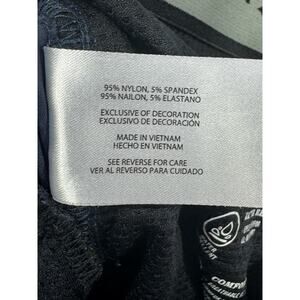 95% NYLON, 5% SPANDEX
95% NAILON, 5% ELASTANO
EXCLUSIVE OF DECORATION
EXCLUSIVO DE DECORACIÓN
MADE IN VIETNAM
HECHO EN VIETNAM
SEE REVERSE FOR CARE
VER AL REVERSO PARA CUIDADO